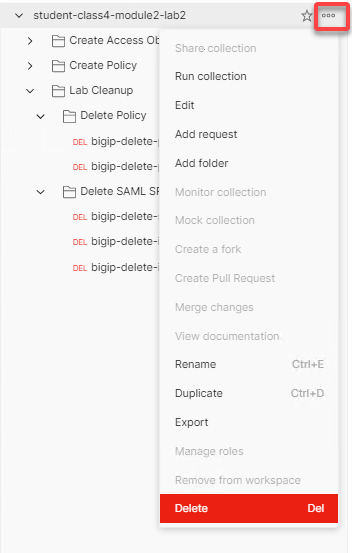 student-class4-module2-lab2
Create Access
Share collection
Create Policy
Run collection
Lab Cleanup
Edit
Delete Policy
Add request
DEL bigip-delete-
Add folder
DEL bigip-delete-
Delete SAML
Monitor collection
DEL bigip-delete-
Mock collection
DEL bigip-delete-
Create a fork
DEL bigip-delete-
Create Pull Request
Merge changes
View documentation
Rename Ctrl+E
Duplicate Ctrl+D
Export
Manage roles
Remove from workspace
Delete Del